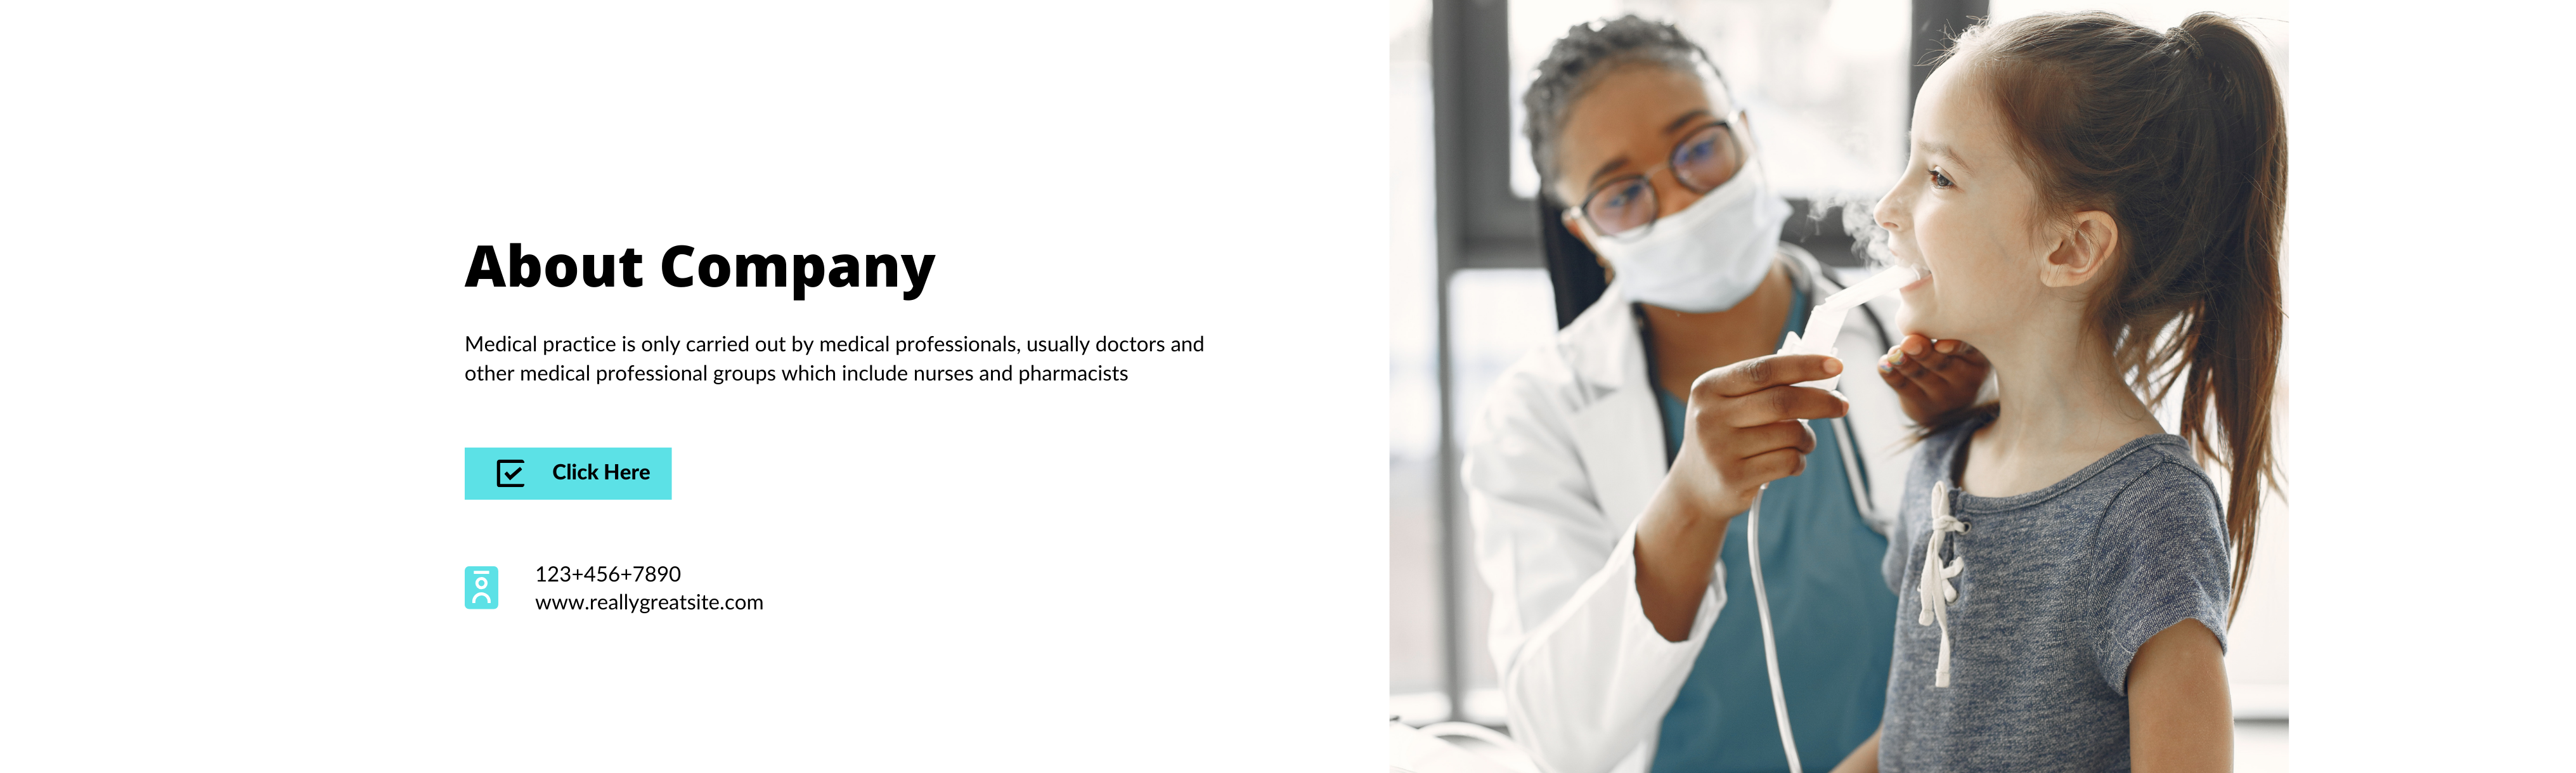 About Company
Medical practice is only carried out by medical professionals, usually doctors and
other medical professional groups which include nurses and pharmacists
Click Here
123+456+7890
www.reallygreatsite.com